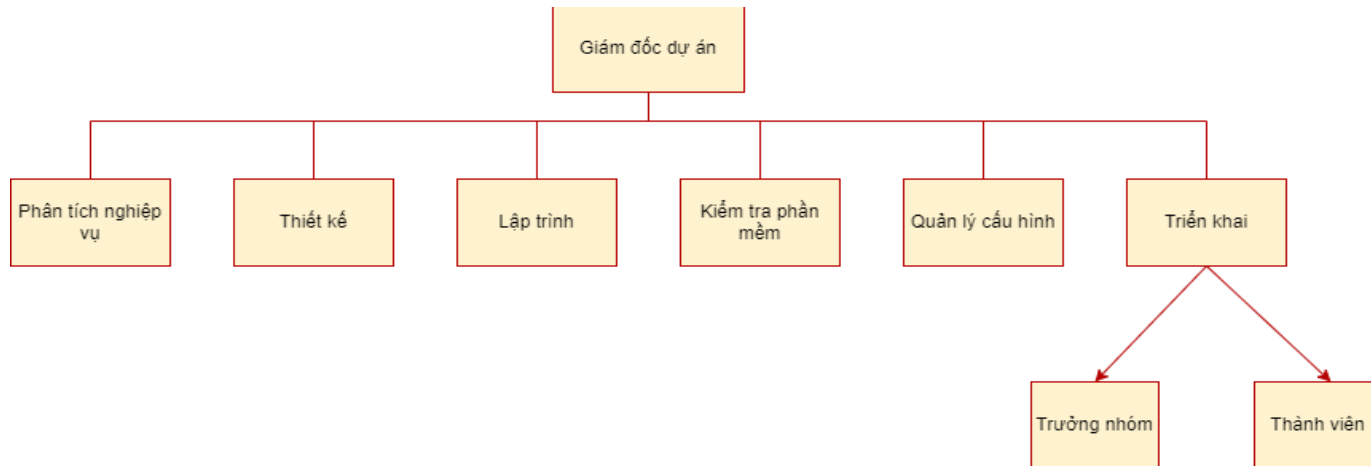 Giám đốc dự án
Phân tích nghiệp
vụ
Thiết kế
Lập trình
Kiểm tra phần
mềm
Quản lý cấu hình
Triển khai
Trưởng nhóm
Thành viên